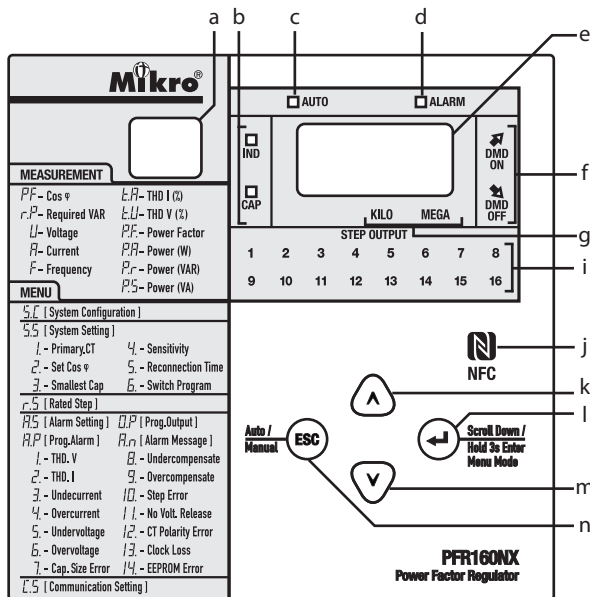 a
b
c
d
e
Mikro®
AUTO
ALARM
IND
CAP
DMD ON
DMD OFF
f
KILO MEGA
g
STEP OUTPUT
1 2 3 4 5 6 7 8
9 10 11 12 13 14 15 16
i
MEASUREMENT
PF - Cos φ
t.A - THD I (%)
r.P - Required VAR
t.U - THD V (%)
U - Voltage
P.F. - Power Factor
A - Current
P.A - Power (W)
F - Frequency
P.r - Power (VAR)
P.S - Power (VA)
MENU
S.C [ System Configuration ]
S.S [ System Setting ]
1. - Primary.CT
4. - Sensitivity
2. - Set Cos φ
5. - Reconnection Time
3. - Smallest Cap
6. - Switch Program
r.S [ Rated Step ]
A.S [ Alarm Setting ] O.P [ Prog.Output ]
A.P [ Prog.Alarm ] A.n [ Alarm Message ]
1. - THD. V
8. - Undercompensate
2. - THD. I
9. - Overcompensate
3. - Undecurrent
10. - Step Error
4. - Overcurrent
11. - No Volt. Release
5. - Undervoltage
12. - CT Polarity Error
6. - Overvoltage
13. - Clock Loss
7. - Cap. Size Error
14. - EEPROM Error
C.S [ Communication Setting ]
N
NFC
j
k
Auto / Manual
ESC
Scroll Down / Hold 3s Enter Menu Mode
l
m
n
PFR160NX
Power Factor Regulator